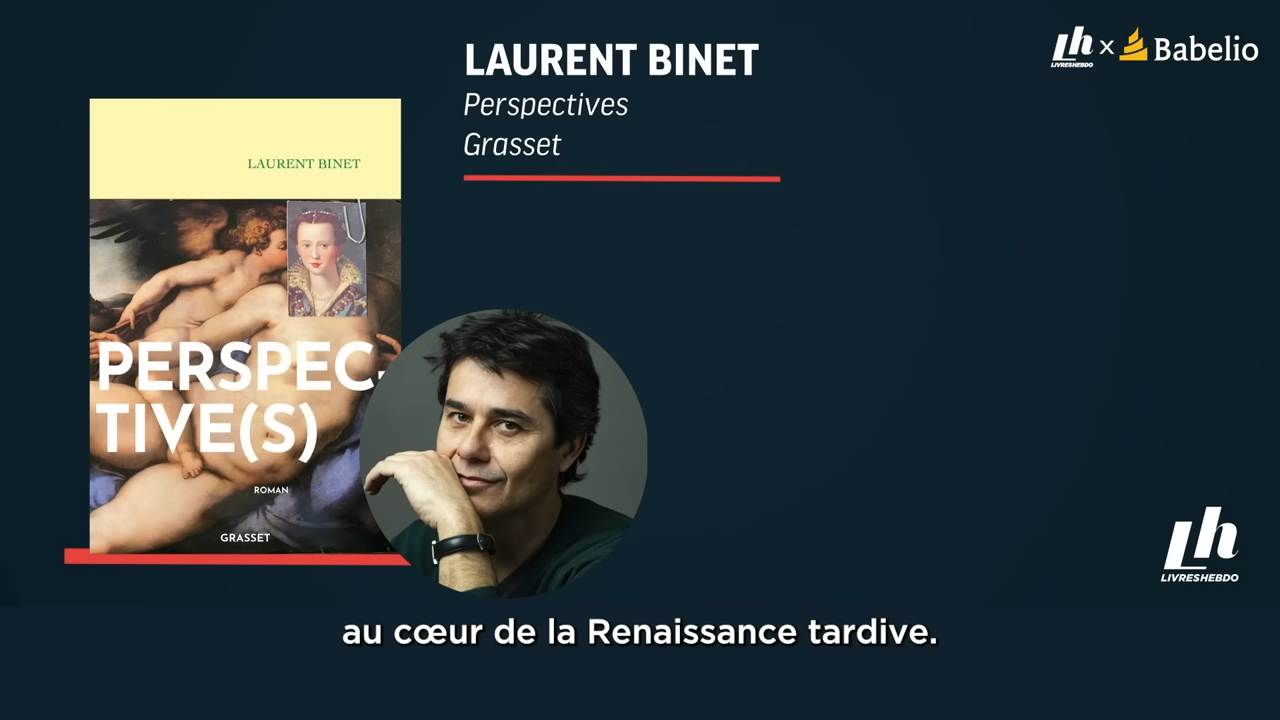 LAURENT BINET
Perspectives
Grasset
Lh
LIVRESHEBDO
x
Babelio
LAURENT BINET
PERSPEC-
TIVE(S)
ROMAN
GRASSET
Lh
LIVRESHEBDO
au cœur de la Renaissance tardive.